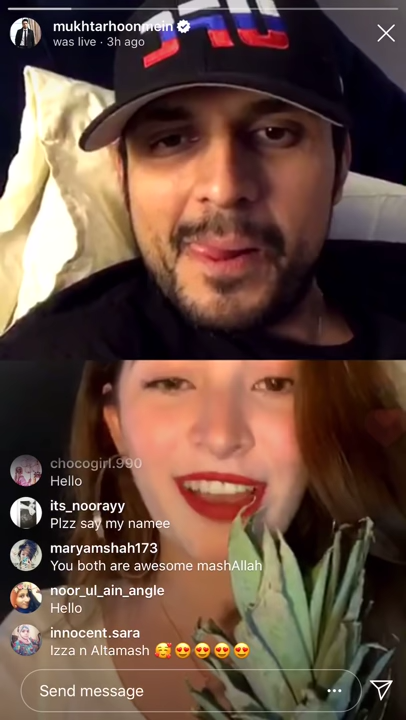 mukhtarhoonmein
was live · 3h ago
chocogirl.990
Hello
its_noorayy
Plzz say my namee
maryamshah173
You both are awesome mashAllah
noor_ul_ain_angle
Hello
innocent.sara
Izza n Altamash 🥰😍😍😍😍
Send message